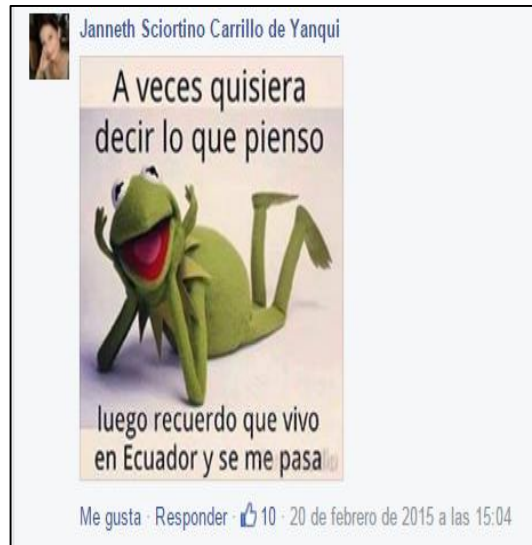 Janneth Sciortino Carrillo de Yanqui
A veces quisiera
decir lo que pienso
luego recuerdo que vivo
en Ecuador y se me pasa
Me gusta · Responder · 10 · 20 de febrero de 2015 a las 15:04